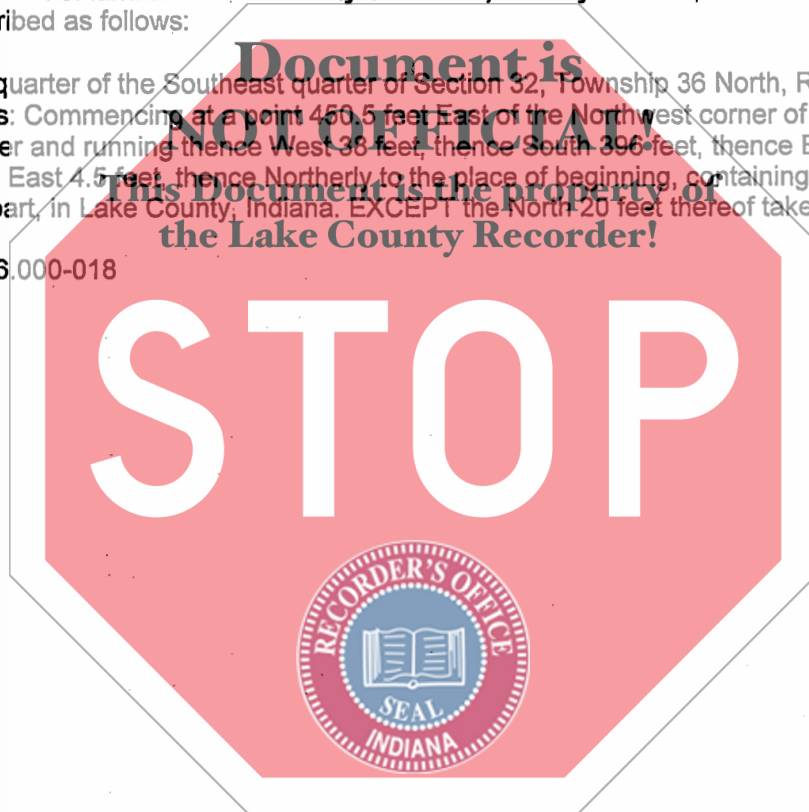 ribed as follows:
Document is
quarter of the Southeast quarter of Section 32, Township 36 North, R
s: Commencing at a point 450.5 feet East of the Northwest corner of
NOT OFFICIAL!
er and running thence West 38 feet, thence South 396 feet, thence E
East 4.5 feet, thence Northerly to the place of beginning, containing
This Document is the property of
art, in Lake County, Indiana. EXCEPT the North 20 feet thereof take
the Lake County Recorder!
6.000-018
STOP
RECORDER'S OFFICE
SEAL
INDIANA